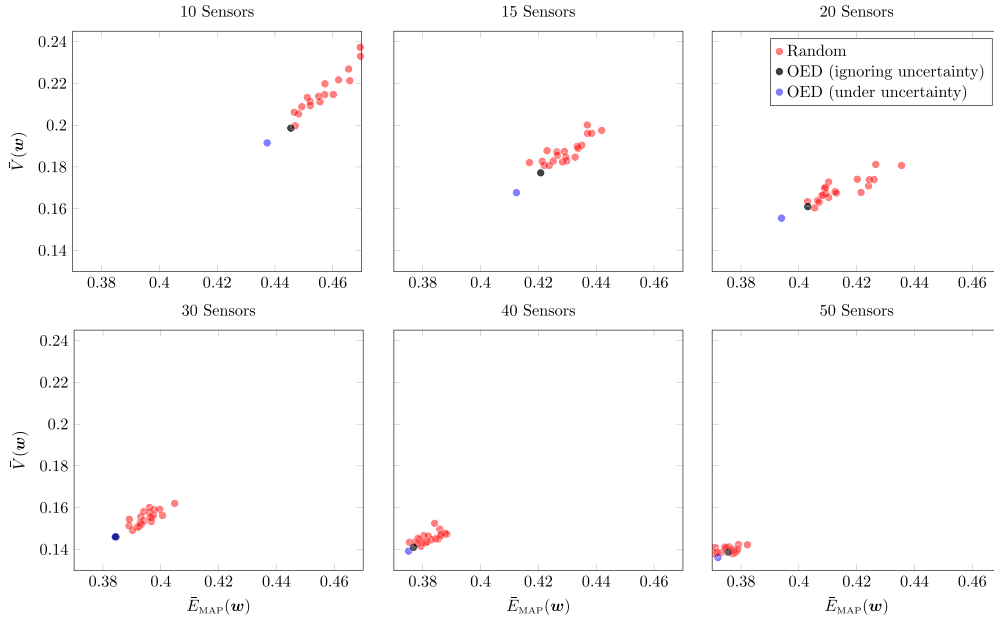 10 Sensors 15 Sensors 20 Sensors
0.24
0.22
0.2
0.18
0.16
0.14
V̄(w)
Random
OED (ignoring uncertainty)
OED (under uncertainty)
0.38 0.4 0.42 0.44 0.46 0.38 0.4 0.42 0.44 0.46 0.38 0.4 0.42 0.44 0.46
30 Sensors 40 Sensors 50 Sensors
0.24
0.22
0.2
0.18
0.16
0.14
V̄(w)
0.38 0.4 0.42 0.44 0.46 0.38 0.4 0.42 0.44 0.46 0.38 0.4 0.42 0.44 0.46
Ē_MAP(w) Ē_MAP(w) Ē_MAP(w)